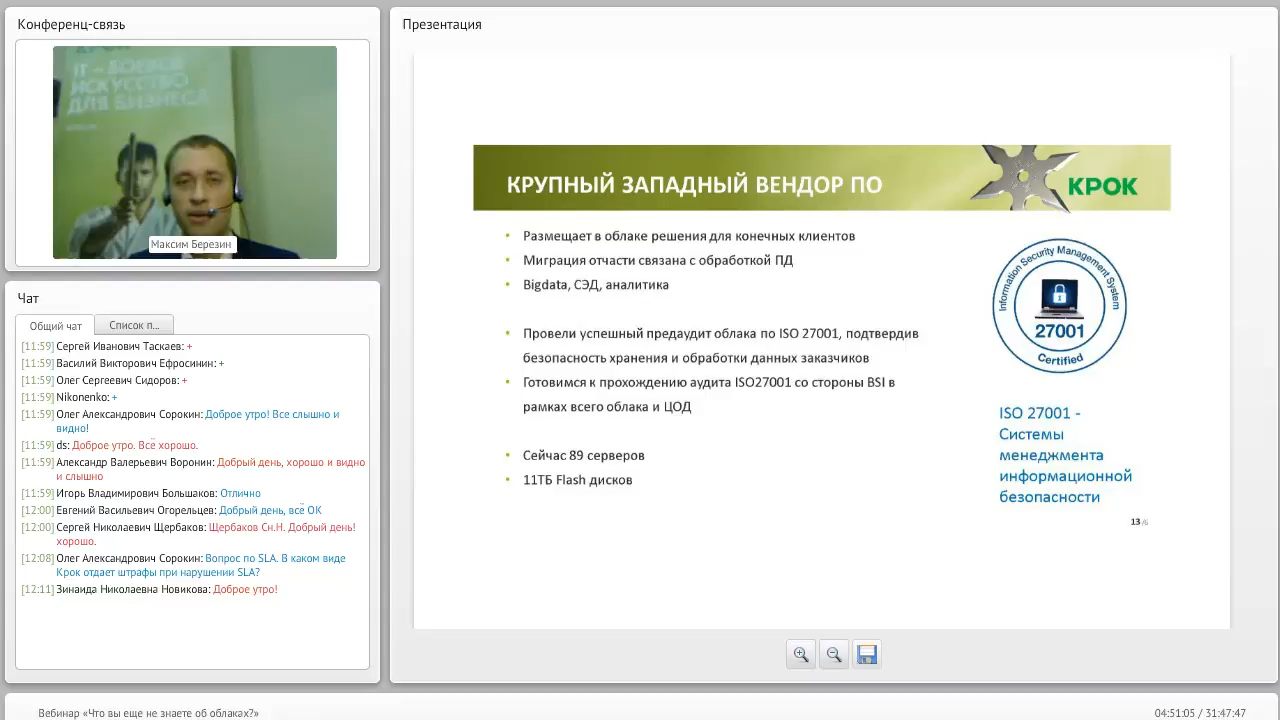 Конференц-связь
КРОК
IT – БОЕВОЕ
ИСКУССТВО
ДЛЯ БИЗНЕСА
Максим Березин
Чат
Общий чат
Список п...
[11:59] Сергей Иванович Таскаев: +
[11:59] Василий Викторович Ефросинин: +
[11:59] Олег Сергеевич Сидоров: +
[11:59] Nikonenko: +
[11:59] Олег Александрович Сорокин: Доброе утро! Все слышно и
видно!
[11:59] ds: Доброе утро. Всё хорошо.
[11:59] Александр Валерьевич Воронин: Добрый день, хорошо и видно
и слышно
[11:59] Игорь Владимирович Большаков: Отлично
[12:00] Евгений Васильевич Огорельцев: Добрый день, всё ОК
[12:00] Сергей Николаевич Щербаков: Щербаков Сн.Н. Добрый день!
хорошо.
[12:08] Олег Александрович Сорокин: Вопрос по SLA. В каком виде
Крок отдает штрафы при нарушении SLA?
[12:11] Зинаида Николаевна Новикова: Доброе утро!
Презентация
КРУПНЫЙ ЗАПАДНЫЙ ВЕНДОР ПО
КРОК
• Размещает в облаке решения для конечных клиентов
• Миграция отчасти связана с обработкой ПД
• Bigdata, СЭД, аналитика
• Провели успешный предаудит облака по ISO 27001, подтвердив
безопасность хранения и обработки данных заказчиков
• Готовимся к прохождению аудита ISO27001 со стороны BSI в
рамках всего облака и ЦОД
• Сейчас 89 серверов
• 11ТБ Flash дисков
Information Security Management System
27001
Certified
ISO 27001 -
Системы
менеджмента
информационной
безопасности
13
Вебинар «Что вы еще не знаете об облаках?»
04:51:05 / 31:47:47